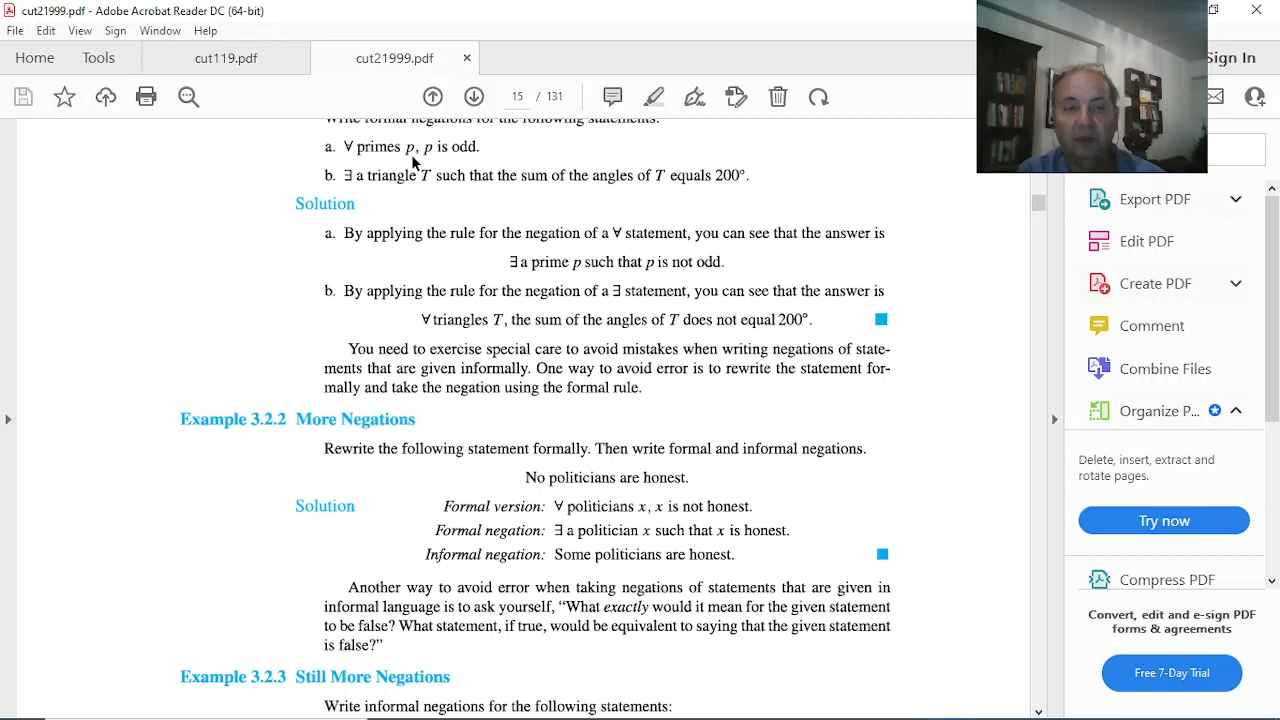 cut21999.pdf - Adobe Acrobat Reader DC (64-bit)
File Edit View Sign Window Help
Home Tools cut119.pdf cut21999.pdf × Sign In
15 / 131
Write formal negations for the following statements:
a. ∀ primes p, p is odd.
b. ∃ a triangle T such that the sum of the angles of T equals 200°.
Solution
a. By applying the rule for the negation of a ∀ statement, you can see that the answer is
∃ a prime p such that p is not odd.
b. By applying the rule for the negation of a ∃ statement, you can see that the answer is
∀ triangles T, the sum of the angles of T does not equal 200°.
You need to exercise special care to avoid mistakes when writing negations of state-
ments that are given informally. One way to avoid error is to rewrite the statement for-
mally and take the negation using the formal rule.
Example 3.2.2 More Negations
Rewrite the following statement formally. Then write formal and informal negations.
No politicians are honest.
Solution Formal version: ∀ politicians x, x is not honest.
Formal negation: ∃ a politician x such that x is honest.
Informal negation: Some politicians are honest.
Another way to avoid error when taking negations of statements that are given in
informal language is to ask yourself, “What exactly would it mean for the given statement
to be false? What statement, if true, would be equivalent to saying that the given statement
is false?”
Example 3.2.3 Still More Negations
Write informal negations for the following statements:
Export PDF
Edit PDF
Create PDF
Comment
Combine Files
Organize P...
Delete, insert, extract and
rotate pages.
Try now
Compress PDF
Convert, edit and e-sign PDF
forms & agreements
Free 7-Day Trial